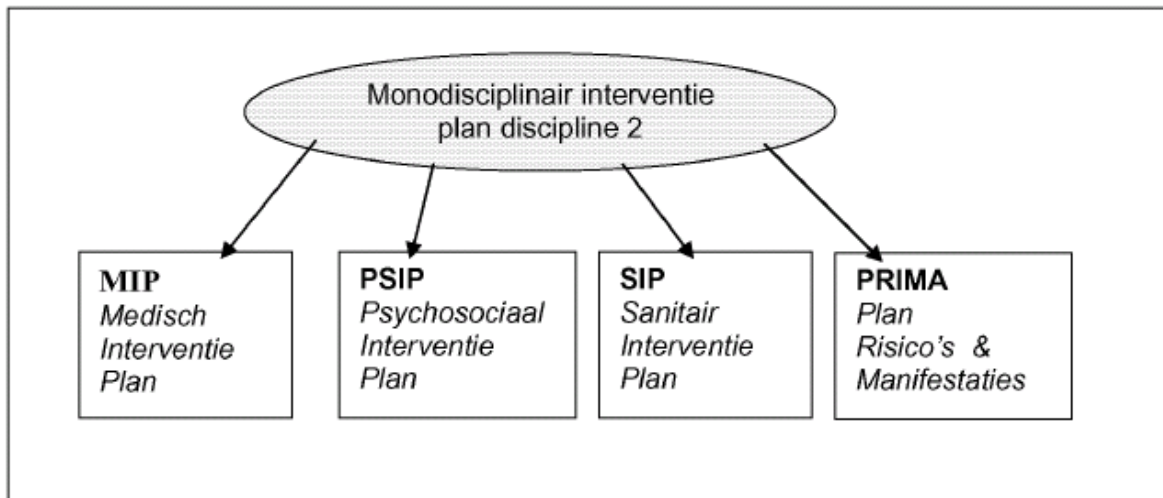 Monodisciplinair interventie
plan discipline 2
MIP
Medisch
Interventie
Plan
PSIP
Psychosociaal
Interventie
Plan
SIP
Sanitair
Interventie
Plan
PRIMA
Plan
Risico's &
Manifestaties